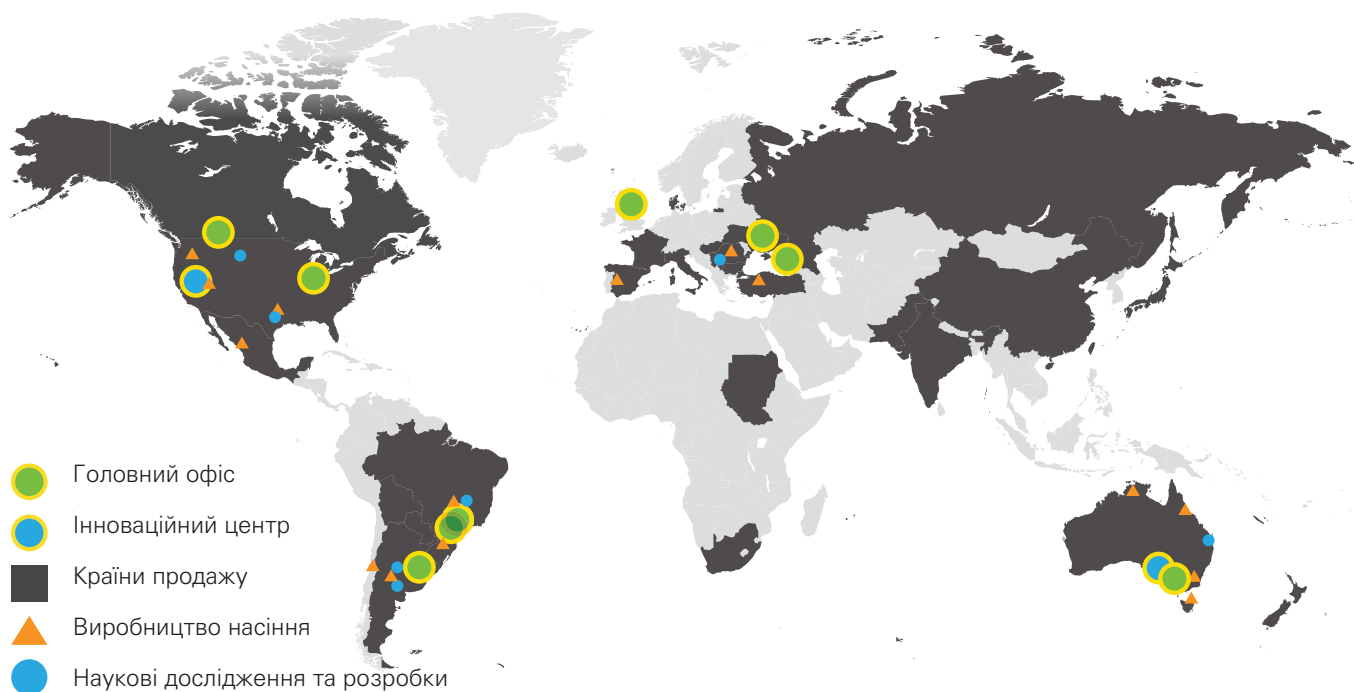 Головний офіс
Інноваційний центр
Країни продажу
Виробництво насіння
Наукові дослідження та розробки